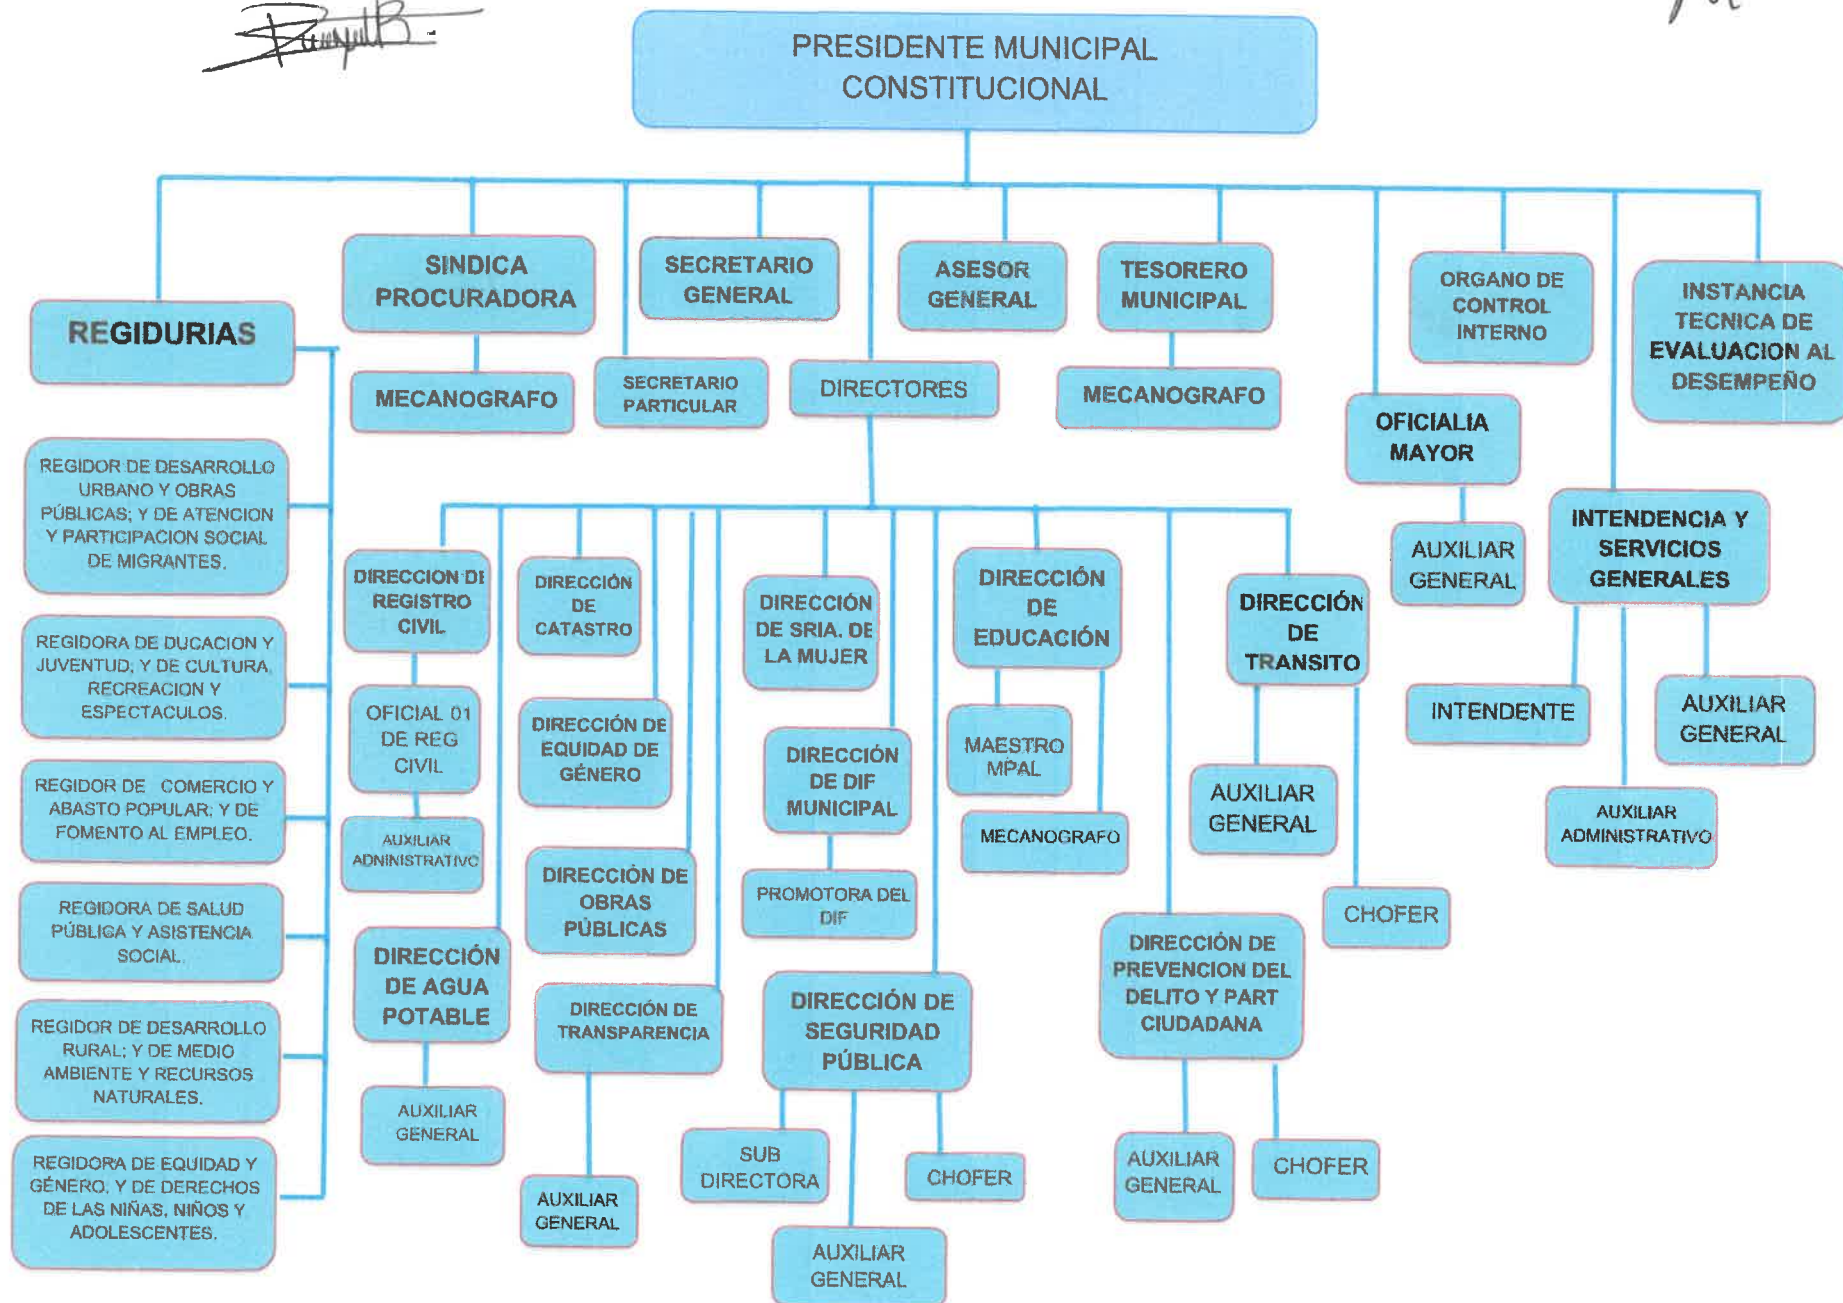 PRESIDENTE MUNICIPAL
CONSTITUCIONAL
REGIDURIAS
SINDICA
PROCURADORA
MECANOGRAFO
SECRETARIO
GENERAL
SECRETARIO
PARTICULAR
DIRECTORES
ASESOR
GENERAL
TESORERO
MUNICIPAL
MECANOGRAFO
OFICIALIA
MAYOR
AUXILIAR
GENERAL
ORGANO DE
CONTROL
INTERNO
INTENDENCIA Y
SERVICIOS
GENERALES
INTENDENTE
AUXILIAR
ADMINISTRATIVO
AUXILIAR
GENERAL
INSTANCIA
TECNICA DE
EVALUACION AL
DESEMPEÑO
REGIDOR DE DESARROLLO
URBANO Y OBRAS
PÚBLICAS; Y DE ATENCION
Y PARTICIPACION SOCIAL
DE MIGRANTES.
REGIDORA DE DUCACION Y
JUVENTUD; Y DE CULTURA,
RECREACION Y
ESPECTACULOS.
REGIDOR DE COMERCIO Y
ABASTO POPULAR; Y DE
FOMENTO AL EMPLEO.
REGIDORA DE SALUD
PÚBLICA Y ASISTENCIA
SOCIAL.
REGIDOR DE DESARROLLO
RURAL; Y DE MEDIO
AMBIENTE Y RECURSOS
NATURALES.
REGIDORA DE EQUIDAD Y
GÉNERO, Y DE DERECHOS
DE LAS NIÑAS, NIÑOS Y
ADOLESCENTES.
DIRECCION DE
REGISTRO
CIVIL
OFICIAL 01
DE REG
CIVIL
AUXILIAR
ADNINISTRATIVO
DIRECCIÓN
DE AGUA
POTABLE
AUXILIAR
GENERAL
DIRECCIÓN
DE
CATASTRO
DIRECCIÓN DE
EQUIDAD DE
GÉNERO
DIRECCIÓN DE
OBRAS
PÚBLICAS
DIRECCIÓN DE
TRANSPARENCIA
AUXILIAR
GENERAL
DIRECCIÓN
DE SRIA. DE
LA MUJER
DIRECCIÓN
DE DIF
MUNICIPAL
PROMOTORA DEL
DIF
DIRECCIÓN DE
SEGURIDAD
PÚBLICA
SUB
DIRECTORA
AUXILIAR
GENERAL
CHOFER
DIRECCIÓN
DE
EDUCACIÓN
MAESTRO
MPAL
MECANOGRAFO
DIRECCIÓN DE
PREVENCION DEL
DELITO Y PART
CIUDADANA
AUXILIAR
GENERAL
CHOFER
DIRECCIÓN
DE
TRANSITO
AUXILIAR
GENERAL
CHOFER